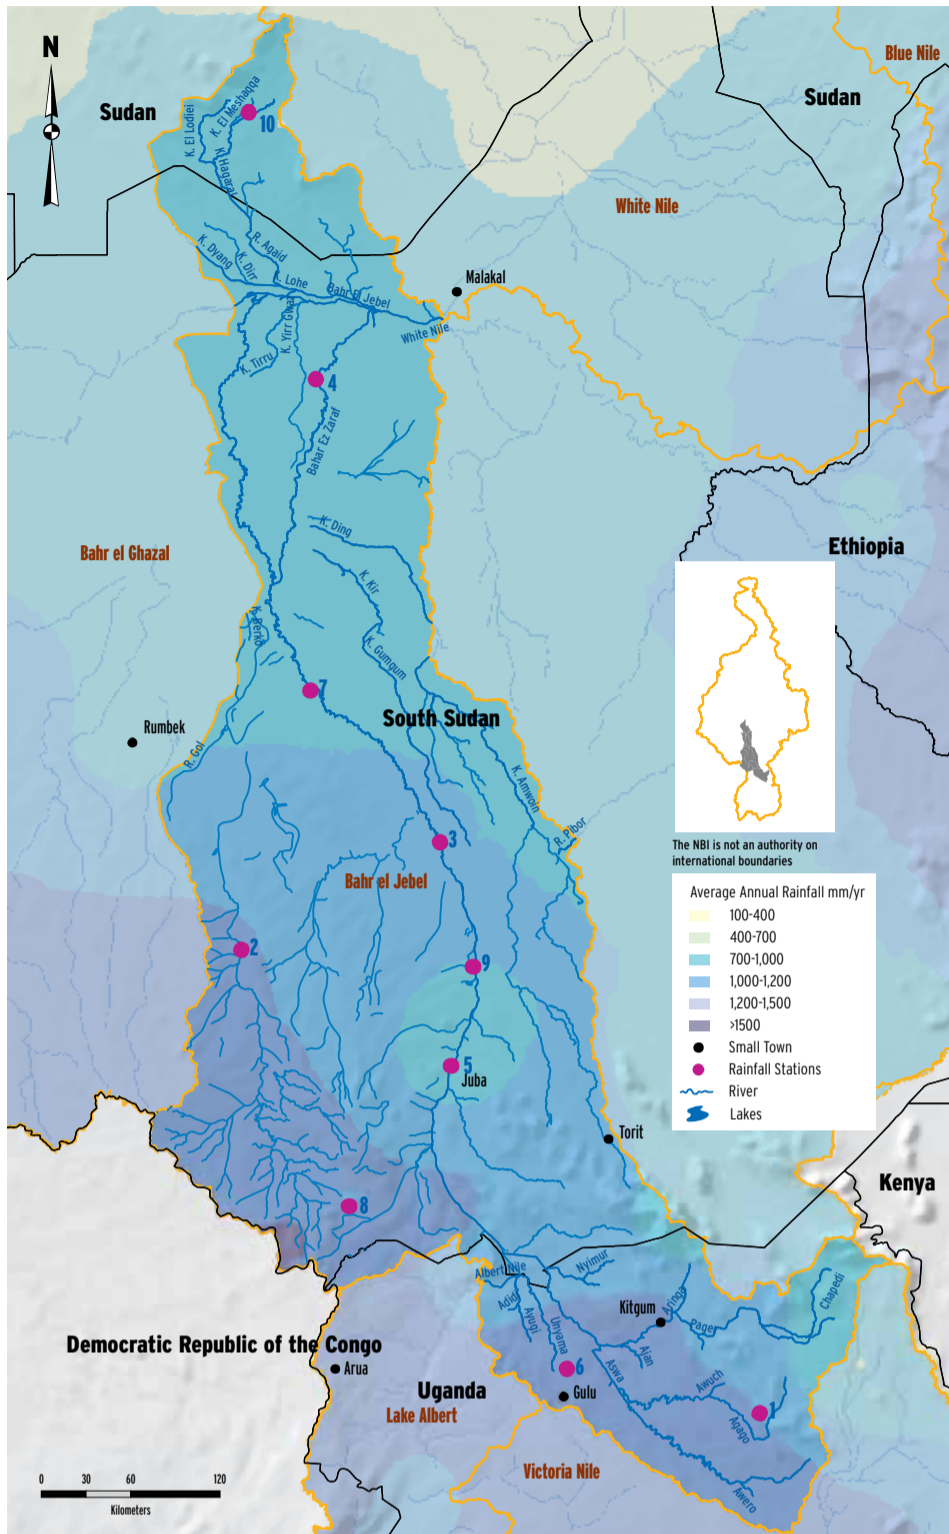 N
Sudan
Sudan
Blue Nile
K. El Meshaqqa
10
K. El Lodiei
White Nile
K. Dyang
K. Dirr
R. Agaid
K. Lohe
Bahr El Jebel
Malakal
White Nile
K. Yirr Gwai
K. Tirru
4
Bahar Ez Zaraf
K. Ding
Bahr el Ghazal
Ethiopia
K. Kir
K. Berko
K. Gumgum
7
South Sudan
Rumbek
R. Gol
K. Amwoin
R. Pibor
3
The NBI is not an authority on
international boundaries
Bahr el Jebel
Average Annual Rainfall mm/yr
100-400
400-700
700-1,000
1,000-1,200
1,200-1,500
>1500
Small Town
Rainfall Stations
River
Lakes
2
9
5
Juba
Torit
Kenya
8
Albert Nile
Nyimur
Adidi
Ayugi
Unyama
Kitgum
Aringa
Pager
Chapedi
Ajan
Democratic Republic of the Congo
Arua
6
Aswa
Awuch
Uganda
Gulu
Lake Albert
1
Agago
Victoria Nile
Awero
0 30 60 120
Kilometers